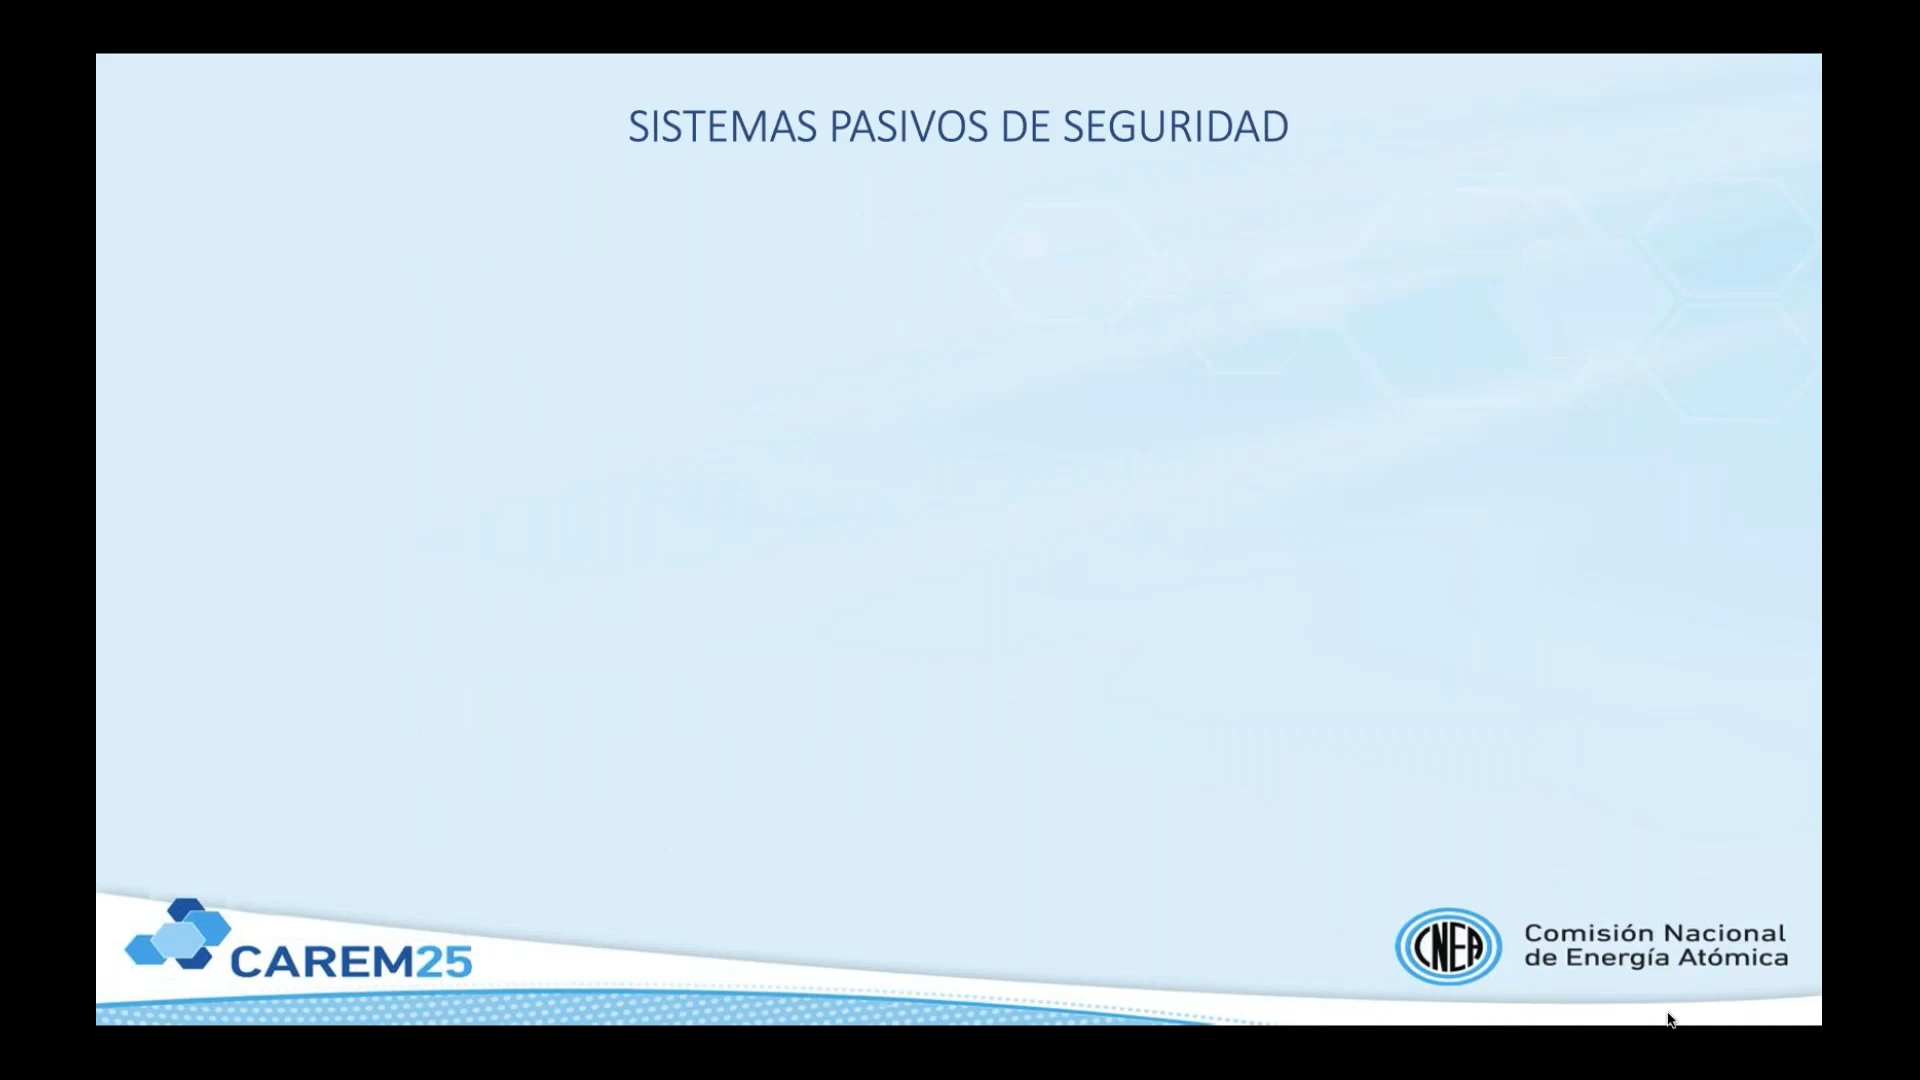 SISTEMAS PASIVOS DE SEGURIDAD
CAREM25
CNEA
Comisión Nacional
de Energía Atómica